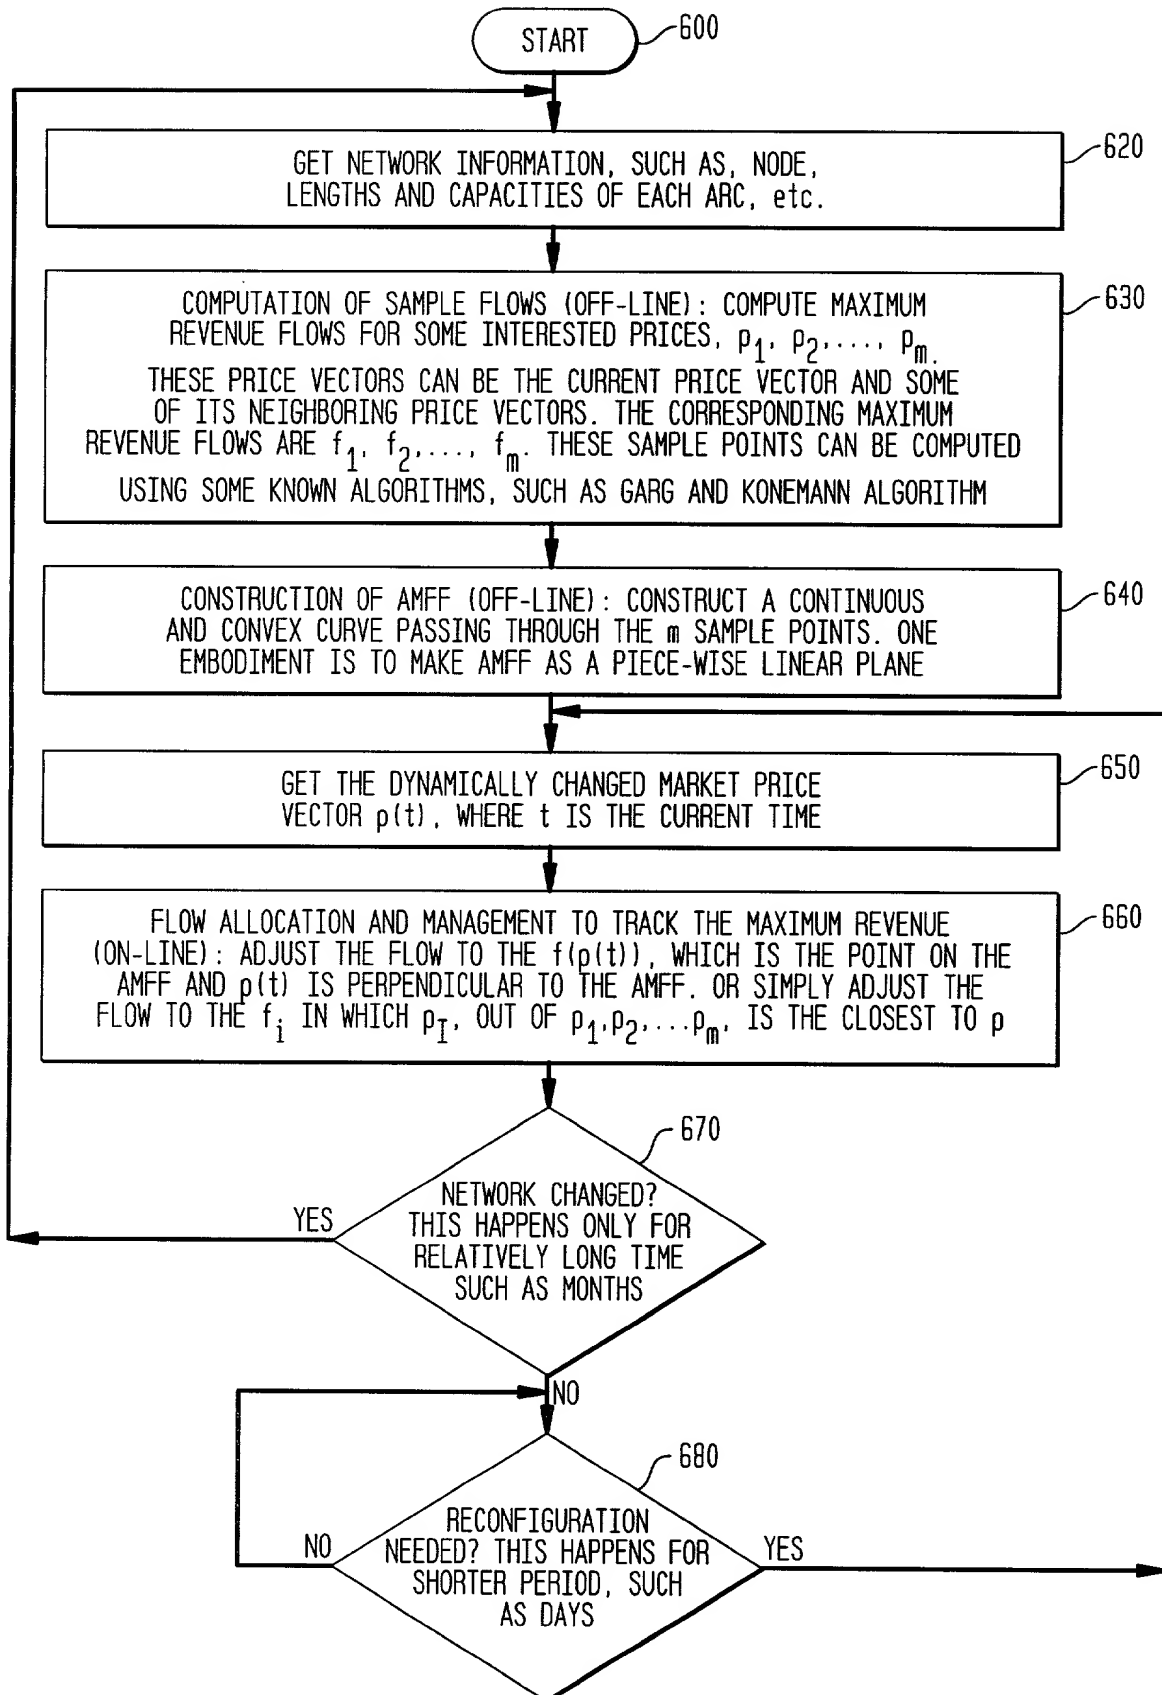 START
600
GET NETWORK INFORMATION, SUCH AS, NODE,
LENGTHS AND CAPACITIES OF EACH ARC, etc.
620
COMPUTATION OF SAMPLE FLOWS (OFF-LINE): COMPUTE MAXIMUM
REVENUE FLOWS FOR SOME INTERESTED PRICES, p1, p2,..., pm.
THESE PRICE VECTORS CAN BE THE CURRENT PRICE VECTOR AND SOME
OF ITS NEIGHBORING PRICE VECTORS. THE CORRESPONDING MAXIMUM
REVENUE FLOWS ARE f1, f2,..., fm. THESE SAMPLE POINTS CAN BE COMPUTED
USING SOME KNOWN ALGORITHMS, SUCH AS GARG AND KONEMANN ALGORITHM
630
CONSTRUCTION OF AMFF (OFF-LINE): CONSTRUCT A CONTINUOUS
AND CONVEX CURVE PASSING THROUGH THE m SAMPLE POINTS. ONE
EMBODIMENT IS TO MAKE AMFF AS A PIECE-WISE LINEAR PLANE
640
GET THE DYNAMICALLY CHANGED MARKET PRICE
VECTOR p(t), WHERE t IS THE CURRENT TIME
650
FLOW ALLOCATION AND MANAGEMENT TO TRACK THE MAXIMUM REVENUE
(ON-LINE): ADJUST THE FLOW TO THE f(p(t)), WHICH IS THE POINT ON THE
AMFF AND p(t) IS PERPENDICULAR TO THE AMFF. OR SIMPLY ADJUST THE
FLOW TO THE fi IN WHICH pI, OUT OF p1,p2,...pm, IS THE CLOSEST TO p
660
NETWORK CHANGED?
THIS HAPPENS ONLY FOR
RELATIVELY LONG TIME
SUCH AS MONTHS
670
YES
NO
RECONFIGURATION
NEEDED? THIS HAPPENS FOR
SHORTER PERIOD, SUCH
AS DAYS
680
NO
YES